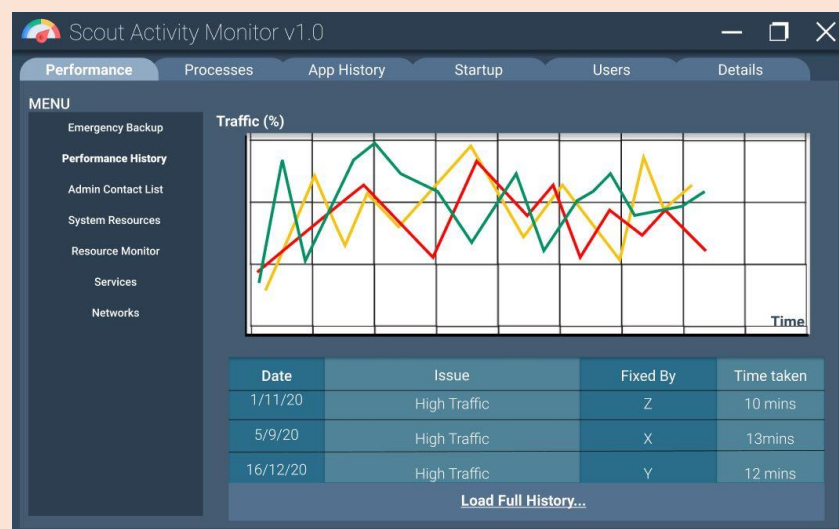 Scout Activity Monitor v1.0
Performance Processes App History Startup Users Details
MENU
Emergency Backup
Performance History
Admin Contact List
System Resources
Resource Monitor
Services
Networks
Traffic (%)
Time
Date Issue Fixed By Time taken
1/11/20 High Traffic Z 10 mins
5/9/20 High Traffic X 13mins
16/12/20 High Traffic Y 12 mins
Load Full History...